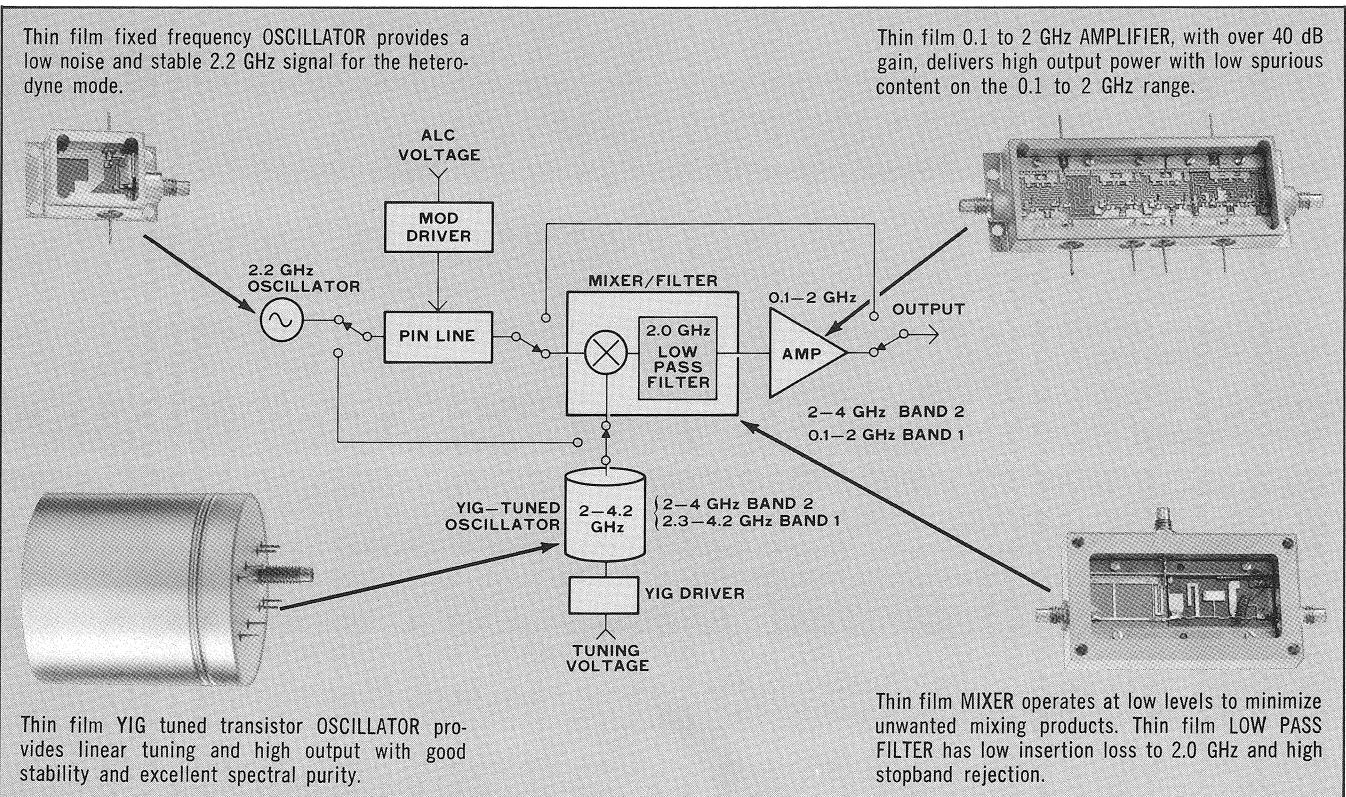 Thin film fixed frequency OSCILLATOR provides a
low noise and stable 2.2 GHz signal for the hetero-
dyne mode.
Thin film 0.1 to 2 GHz AMPLIFIER, with over 40 dB
gain, delivers high output power with low spurious
content on the 0.1 to 2 GHz range.
ALC
VOLTAGE
MOD
DRIVER
2.2 GHz
OSCILLATOR
PIN LINE
MIXER/FILTER
2.0 GHz
LOW
PASS
FILTER
0.1–2 GHz
AMP
OUTPUT
2–4 GHz BAND 2
0.1–2 GHz BAND 1
YIG–TUNED
OSCILLATOR
2–4.2
GHz
2–4 GHz BAND 2
2.3–4.2 GHz BAND 1
YIG DRIVER
TUNING
VOLTAGE
Thin film YIG tuned transistor OSCILLATOR pro-
vides linear tuning and high output with good
stability and excellent spectral purity.
Thin film MIXER operates at low levels to minimize
unwanted mixing products. Thin film LOW PASS
FILTER has low insertion loss to 2.0 GHz and high
stopband rejection.